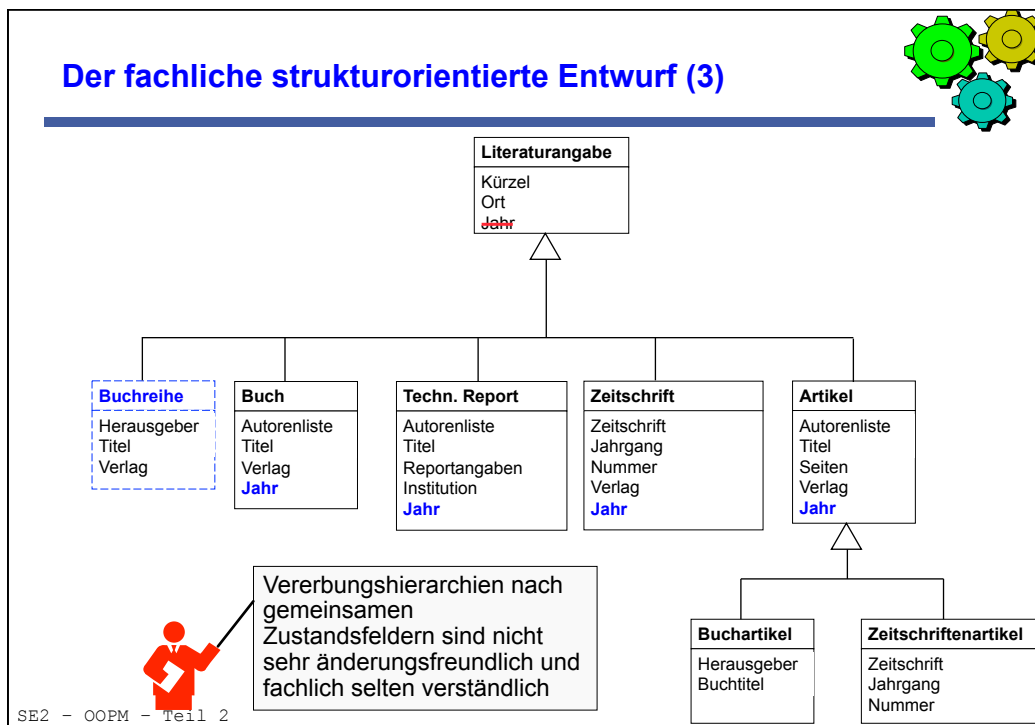 Der fachliche strukturorientierte Entwurf (3)
Literaturangabe
Kürzel
Ort
Jahr
Buchreihe
Herausgeber
Titel
Verlag
Buch
Autorenliste
Titel
Verlag
Jahr
Techn. Report
Autorenliste
Titel
Reportangaben
Institution
Jahr
Zeitschrift
Zeitschrift
Jahrgang
Nummer
Verlag
Jahr
Artikel
Autorenliste
Titel
Seiten
Verlag
Jahr
Vererbungshierarchien nach
gemeinsamen
Zustandsfeldern sind nicht
sehr änderungsfreundlich und
fachlich selten verständlich
Buchartikel
Herausgeber
Buchtitel
Zeitschriftenartikel
Zeitschrift
Jahrgang
Nummer
SE2 - OOPM - Teil 2